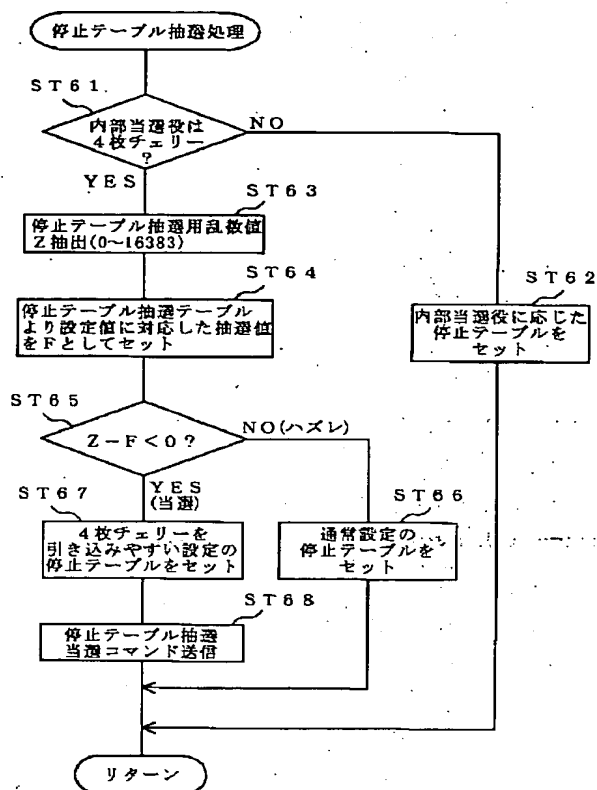 停止テーブル抽選処理
ST61
内部当選役は
4枚チェリー
?
NO
YES
ST63
停止テーブル抽選用乱数値
Z抽出(0~16383)
ST64
停止テーブル抽選テーブル
より設定値に対応した抽選値
をFとしてセット
ST62
内部当選役に応じた
停止テーブルを
セット
ST65
Z-F<0?
NO(ハズレ)
YES
(当選)
ST67
4枚チェリーを
引き込みやすい設定の
停止テーブルをセット
ST66
通常設定の
停止テーブルを
セット
ST68
停止テーブル抽選
当選コマンド送信
リターン